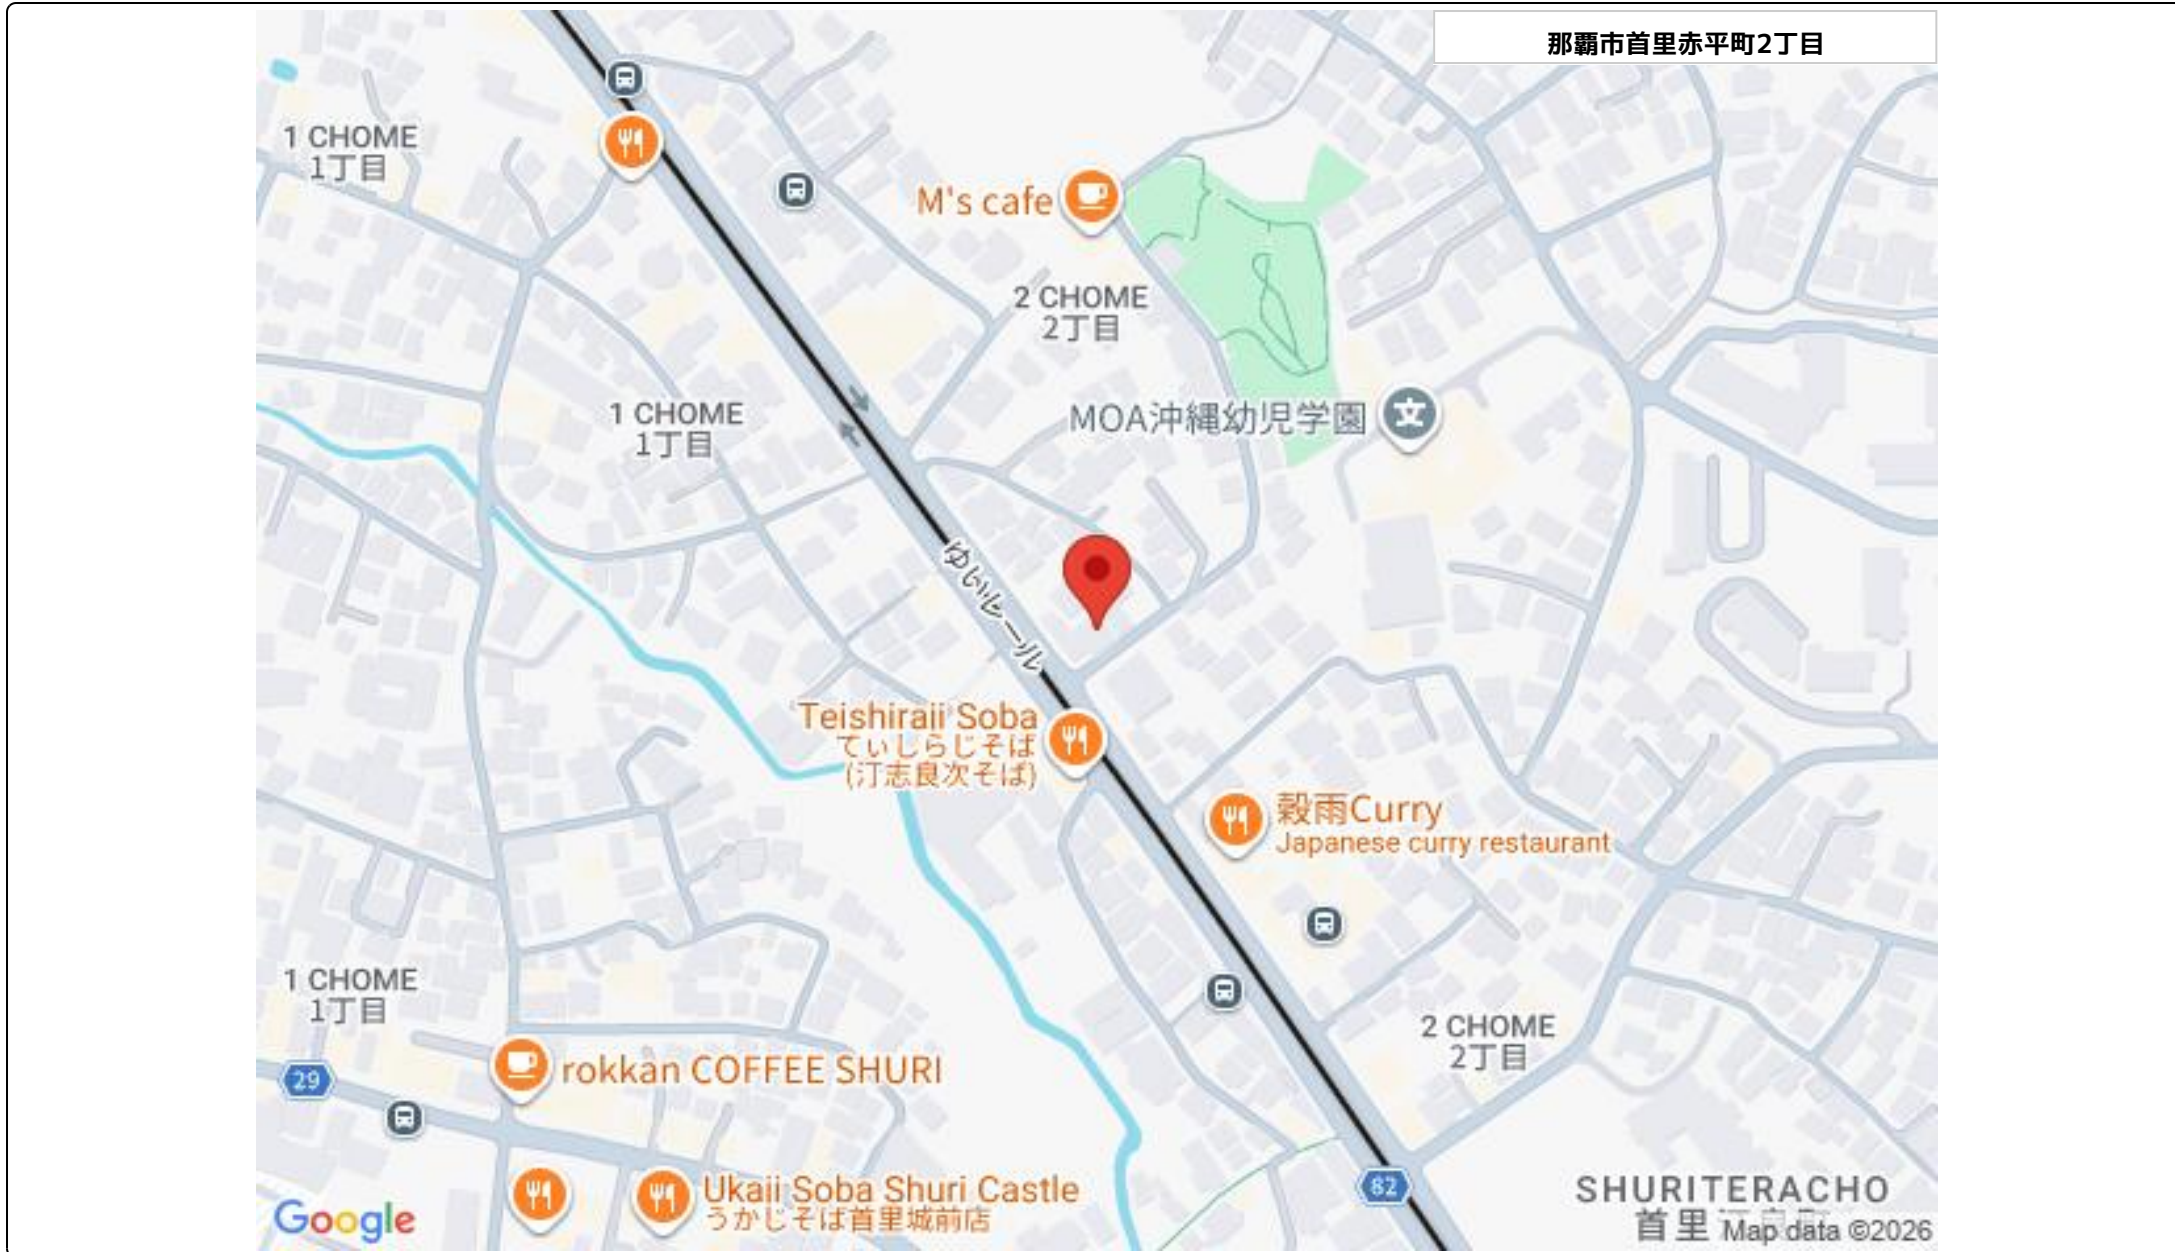 那覇市首里赤平町2丁目
1 CHOME
1丁目
M's cafe
2 CHOME
2丁目
1 CHOME
1丁目
MOA沖縄幼児学園
ゆいレール
Teishiraji Soba
てぃしらじそば
(汀志良次そば)
穀雨Curry
Japanese curry restaurant
1 CHOME
1丁目
2 CHOME
2丁目
rokkan COFFEE SHURI
29
82
Ukaji Soba Shuri Castle
うかじそば首里城前店
SHURITERACHO
首里
Google
Map data ©2026